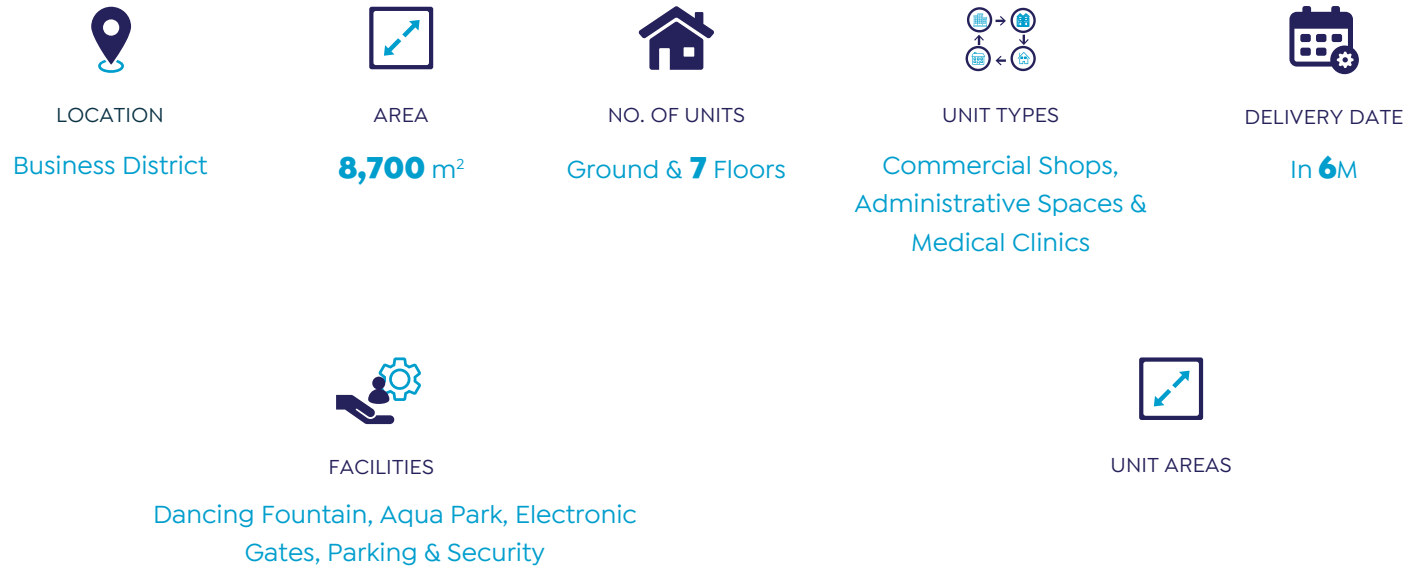 LOCATION
Business District
AREA
8,700 m²
NO. OF UNITS
Ground & 7 Floors
UNIT TYPES
Commercial Shops,
Administrative Spaces &
Medical Clinics
DELIVERY DATE
In 6M
FACILITIES
Dancing Fountain, Aqua Park, Electronic
Gates, Parking & Security
UNIT AREAS